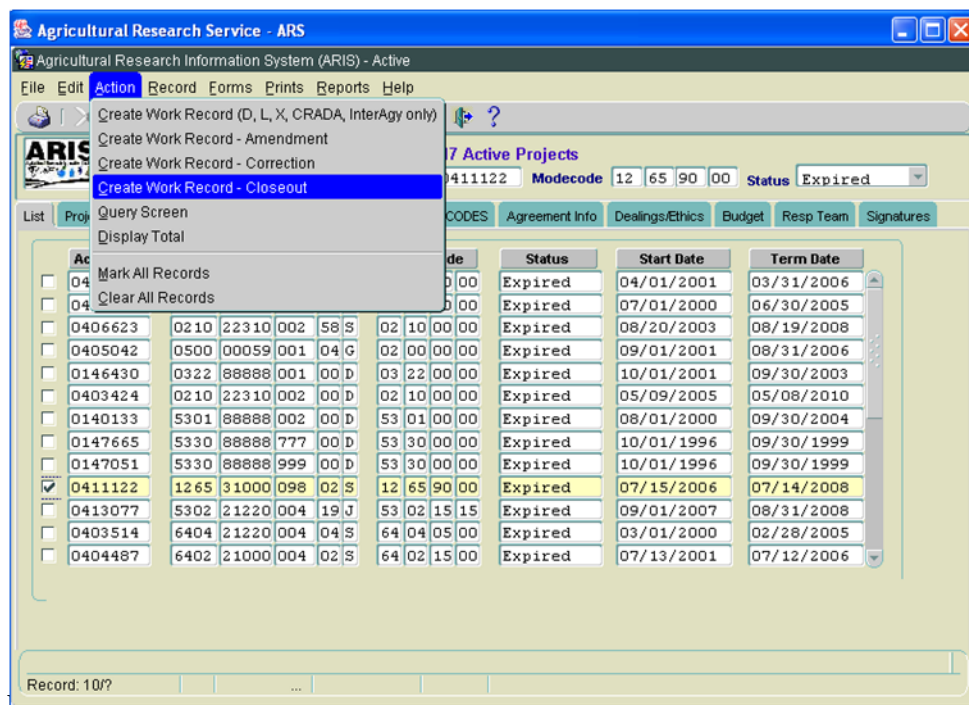 Agricultural Research Service - ARS
Agricultural Research Information System (ARIS) - Active
File Edit Action Record Forms Prints Reports Help
Create Work Record (D, L, X, CRADA, InterAgy only)
Create Work Record - Amendment
Create Work Record - Correction
Create Work Record - Closeout
Query Screen
Display Total
Mark All Records
Clear All Records
ARIS
7 Active Projects
0411122 Modecode 12 65 90 00 Status Expired
List Proj CODES Agreement Info Dealings/Ethics Budget Resp Team Signatures
Ac de Status Start Date Term Date
04 00 Expired 04/01/2001 03/31/2006
04 00 Expired 07/01/2000 06/30/2005
0406623 0210 22310 002 58 S 02 10 00 00 Expired 08/20/2003 08/19/2008
0405042 0500 00059 001 04 G 02 00 00 00 Expired 09/01/2001 08/31/2006
0146430 0322 88888 001 00 D 03 22 00 00 Expired 10/01/2001 09/30/2003
0403424 0210 22310 002 00 D 02 10 00 00 Expired 05/09/2005 05/08/2010
0140133 5301 88888 002 00 D 53 01 00 00 Expired 08/01/2000 09/30/2004
0147665 5330 88888 777 00 D 53 30 00 00 Expired 10/01/1996 09/30/1999
0147051 5330 88888 999 00 D 53 30 00 00 Expired 10/01/1996 09/30/1999
0411122 1265 31000 098 02 S 12 65 90 00 Expired 07/15/2006 07/14/2008
0413077 5302 21220 004 19 J 53 02 15 15 Expired 09/01/2007 08/31/2008
0403514 6404 21220 004 04 S 64 04 05 00 Expired 03/01/2000 02/28/2005
0404487 6402 21000 004 02 S 64 02 15 00 Expired 07/13/2001 07/12/2006
Record: 10/? ...